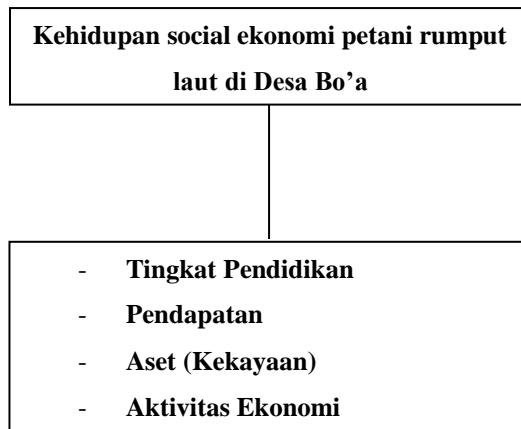 Kehidupan social ekonomi petani rumput
laut di Desa Bo’a
- Tingkat Pendidikan
- Pendapatan
- Aset (Kekayaan)
- Aktivitas Ekonomi